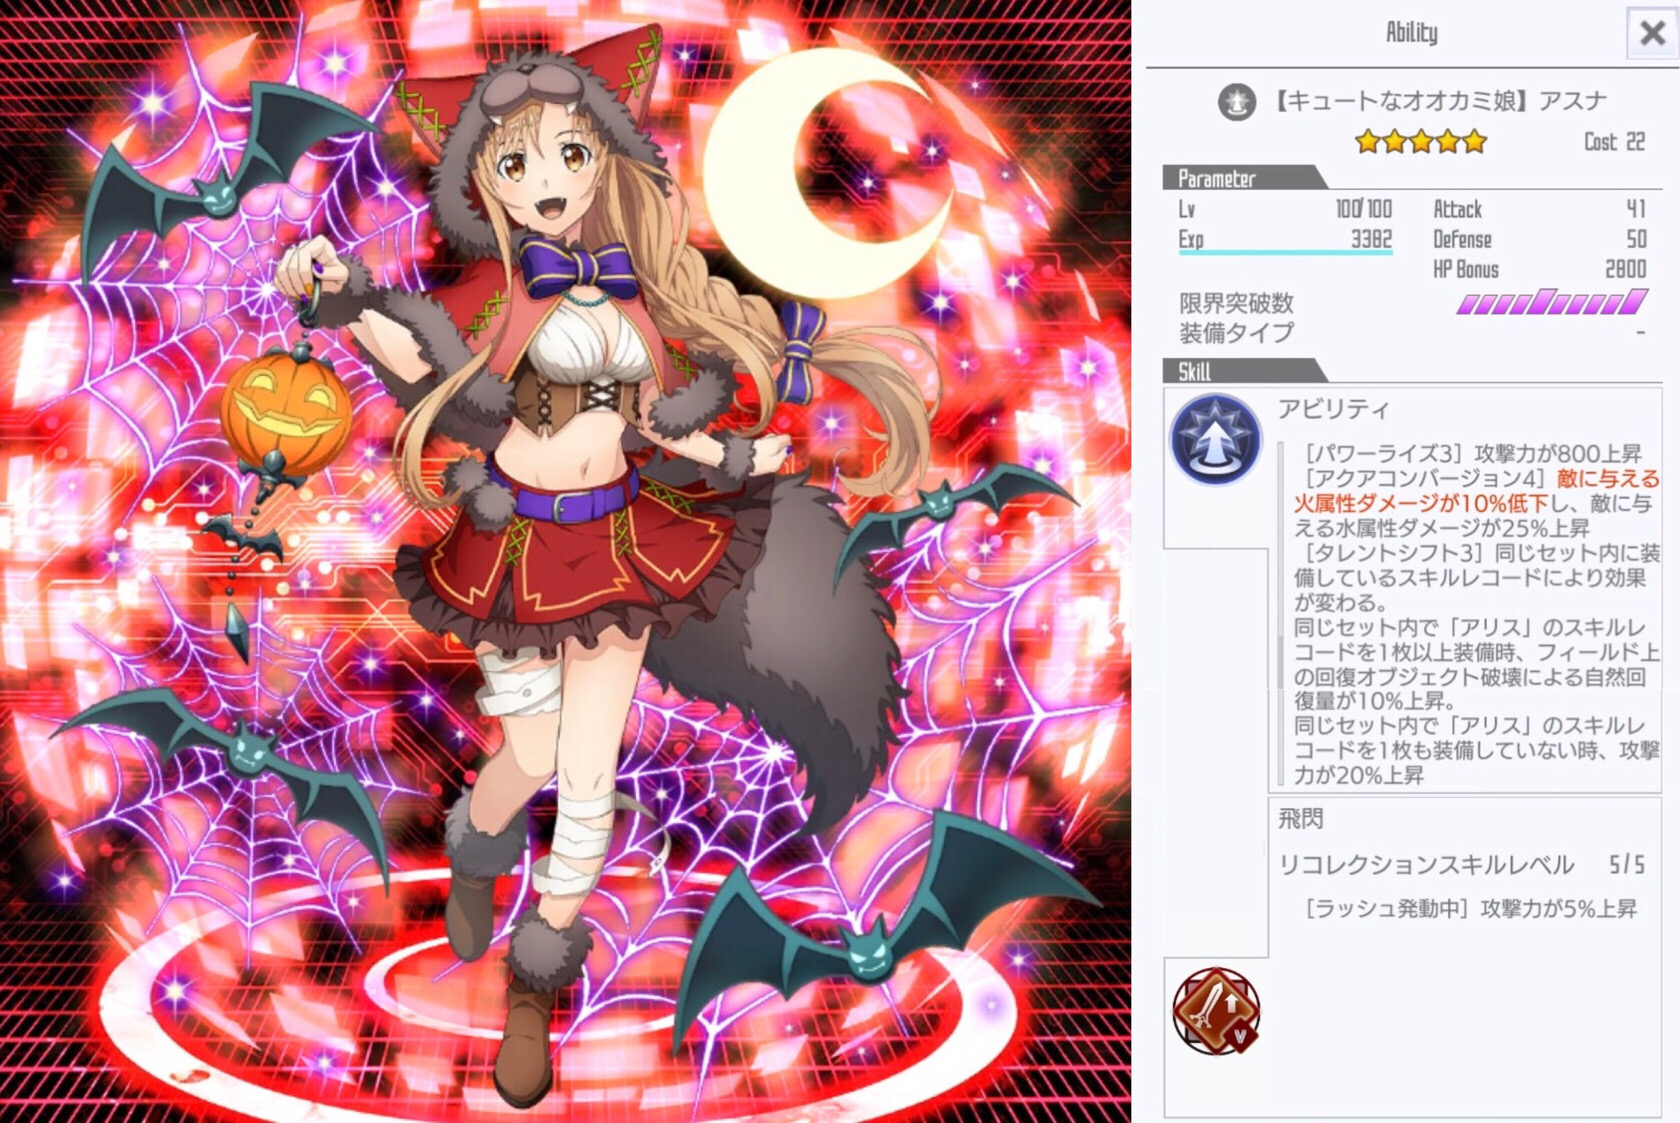 Ability
【キュートなオオカミ娘】アスナ
Cost 22
Parameter
Lv 100/100
Attack 41
Exp 3382
Defense 50
HP Bonus 2800
限界突破数
装備タイプ -
Skill
アビリティ
［パワーライズ3］攻撃力が800上昇
［アクアコンバージョン4］敵に与える
火属性ダメージが10%低下し、敵に与
える水属性ダメージが25%上昇
［タレントシフト3］同じセット内に装
備しているスキルレコードにより効果
が変わる。
同じセット内で「アリス」のスキルレ
コードを1枚以上装備時、フィールド上
の回復オブジェクト破壊による自然回
復量が10%上昇。
同じセット内で「アリス」のスキルレ
コードを1枚も装備していない時、攻撃
力が20%上昇
飛閃
リコレクションスキルレベル 5/5
［ラッシュ発動中］攻撃力が5%上昇
V